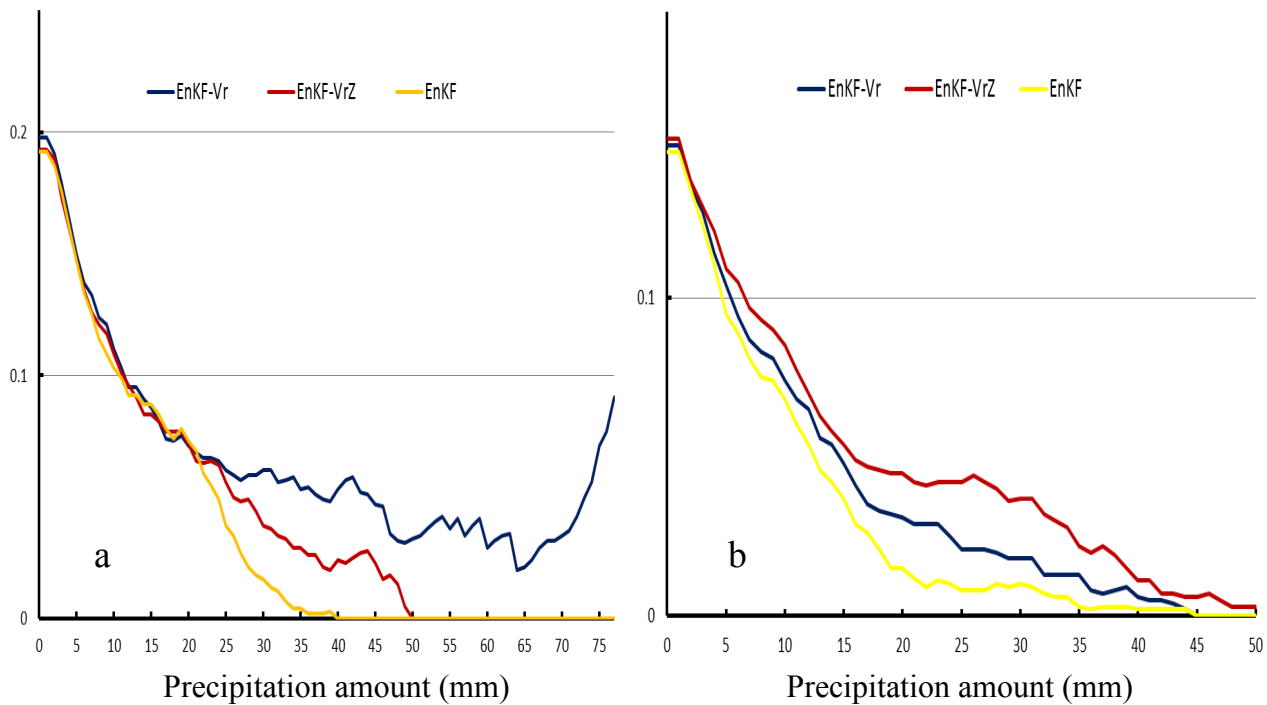 EnKF-Vr EnKF-VrZ EnKF
0.2
0.1
0
a
0 5 10 15 20 25 30 35 40 45 50 55 60 65 70 75
Precipitation amount (mm)
EnKF-Vr EnKF-VrZ EnKF
0.1
0
b
0 5 10 15 20 25 30 35 40 45 50
Precipitation amount (mm)